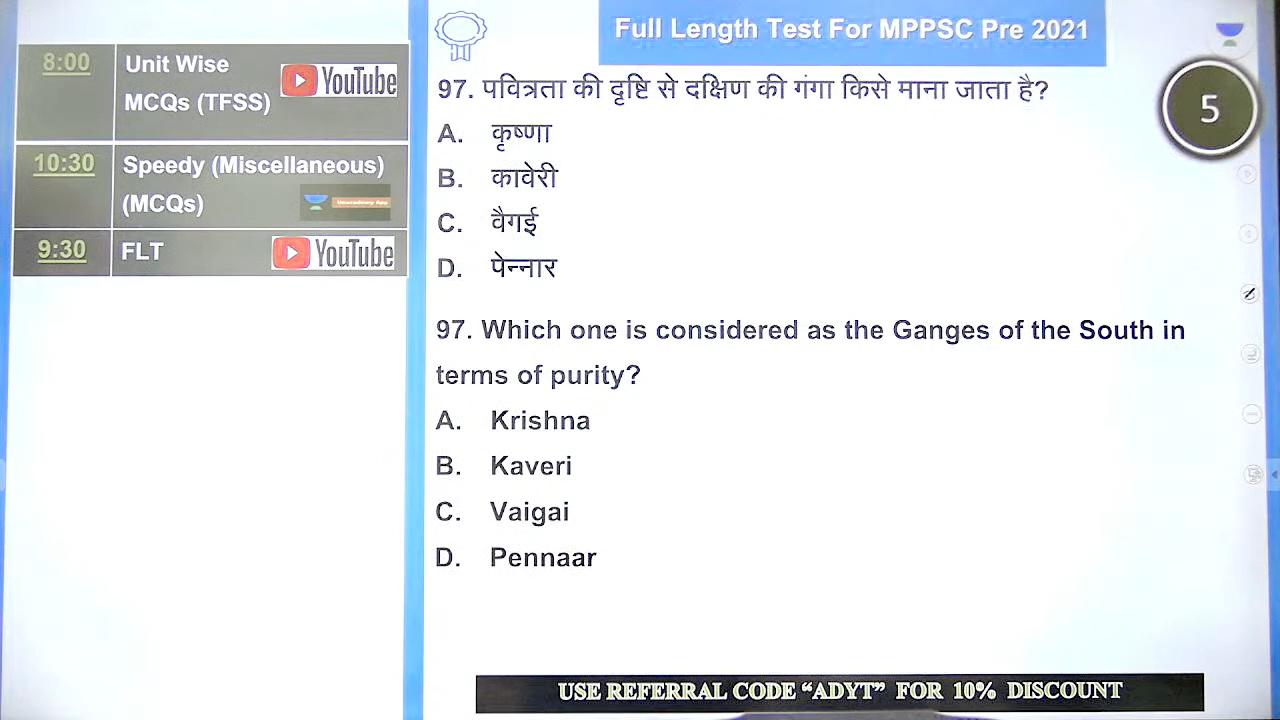 Full Length Test For MPPSC Pre 2021
8:00
Unit Wise
MCQs (TFSS)
YouTube
10:30
Speedy (Miscellaneous)
(MCQs)
9:30
FLT
YouTube
5
97. पवित्रता की दृष्टि से दक्षिण की गंगा किसे माना जाता है?
A. कृष्णा
B. कावेरी
C. वैगई
D. पेन्नार
97. Which one is considered as the Ganges of the South in
terms of purity?
A. Krishna
B. Kaveri
C. Vaigai
D. Pennaar
USE REFERRAL CODE “ADYT” FOR 10% DISCOUNT